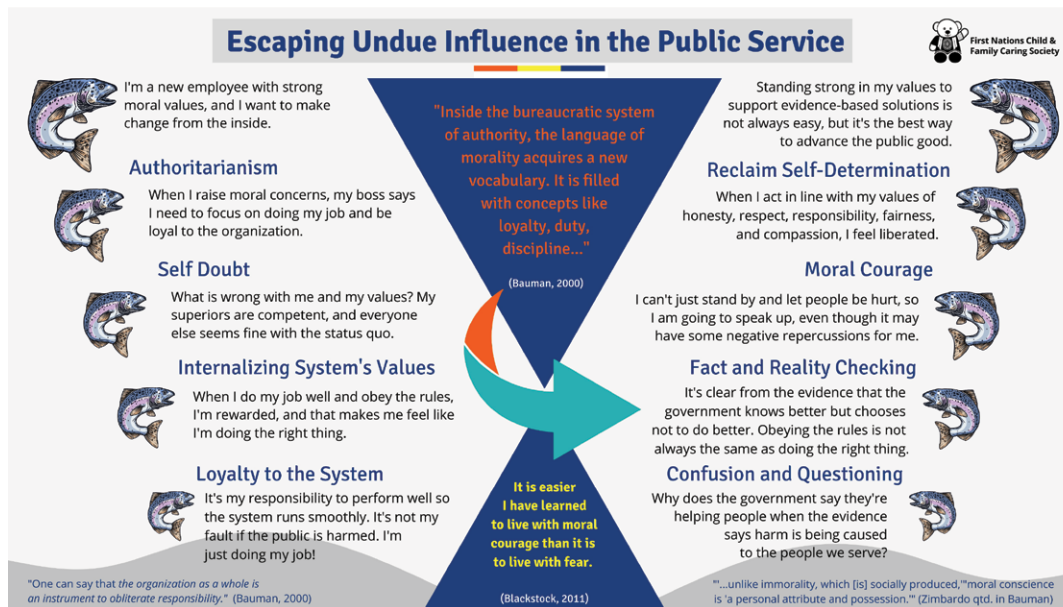 Escaping Undue Influence in the Public Service
First Nations Child &
Family Caring Society
I'm a new employee with strong
moral values, and I want to make
change from the inside.
Authoritarianism
When I raise moral concerns, my boss says
I need to focus on doing my job and be
loyal to the organization.
Self Doubt
What is wrong with me and my values? My
superiors are competent, and everyone
else seems fine with the status quo.
Internalizing System's Values
When I do my job well and obey the rules,
I'm rewarded, and that makes me feel like
I'm doing the right thing.
Loyalty to the System
It's my responsibility to perform well so
the system runs smoothly. It's not my
fault if the public is harmed. I'm
just doing my job!
"One can say that the organization as a whole is
an instrument to obliterate responsibility." (Bauman, 2000)
"Inside the bureaucratic system
of authority, the language of
morality acquires a new
vocabulary. It is filled
with concepts like
loyalty, duty,
discipline..."
(Bauman, 2000)
It is easier
I have learned
to live with moral
courage than it is
to live with fear.
(Blackstock, 2011)
Standing strong in my values to
support evidence-based solutions is
not always easy, but it's the best way
to advance the public good.
Reclaim Self-Determination
When I act in line with my values of
honesty, respect, responsibility, fairness,
and compassion, I feel liberated.
Moral Courage
I can't just stand by and let people be hurt, so
I am going to speak up, even though it may
have some negative repercussions for me.
Fact and Reality Checking
It's clear from the evidence that the
government knows better but chooses
not to do better. Obeying the rules is not
always the same as doing the right thing.
Confusion and Questioning
Why does the government say they're
helping people when the evidence
says harm is being caused
to the people we serve?
"'...unlike immorality, which [is] socially produced,'"moral conscience
is 'a personal attribute and possession.'" (Zimbardo qtd. in Bauman)